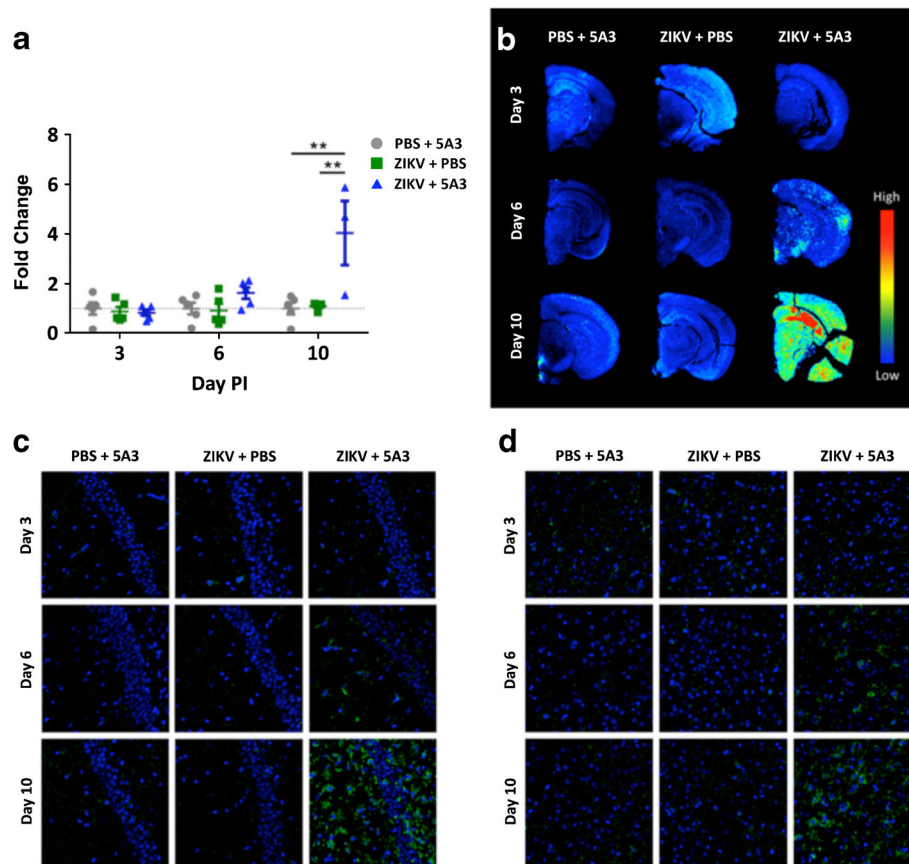 a
Fold Change
8
6
4
2
0
**
**
PBS + 5A3
ZIKV + PBS
ZIKV + 5A3
3
6
10
Day PI
b
PBS + 5A3
ZIKV + PBS
ZIKV + 5A3
Day 3
Day 6
Day 10
High
Low
c
PBS + 5A3
ZIKV + PBS
ZIKV + 5A3
Day 3
Day 6
Day 10
d
PBS + 5A3
ZIKV + PBS
ZIKV + 5A3
Day 3
Day 6
Day 10